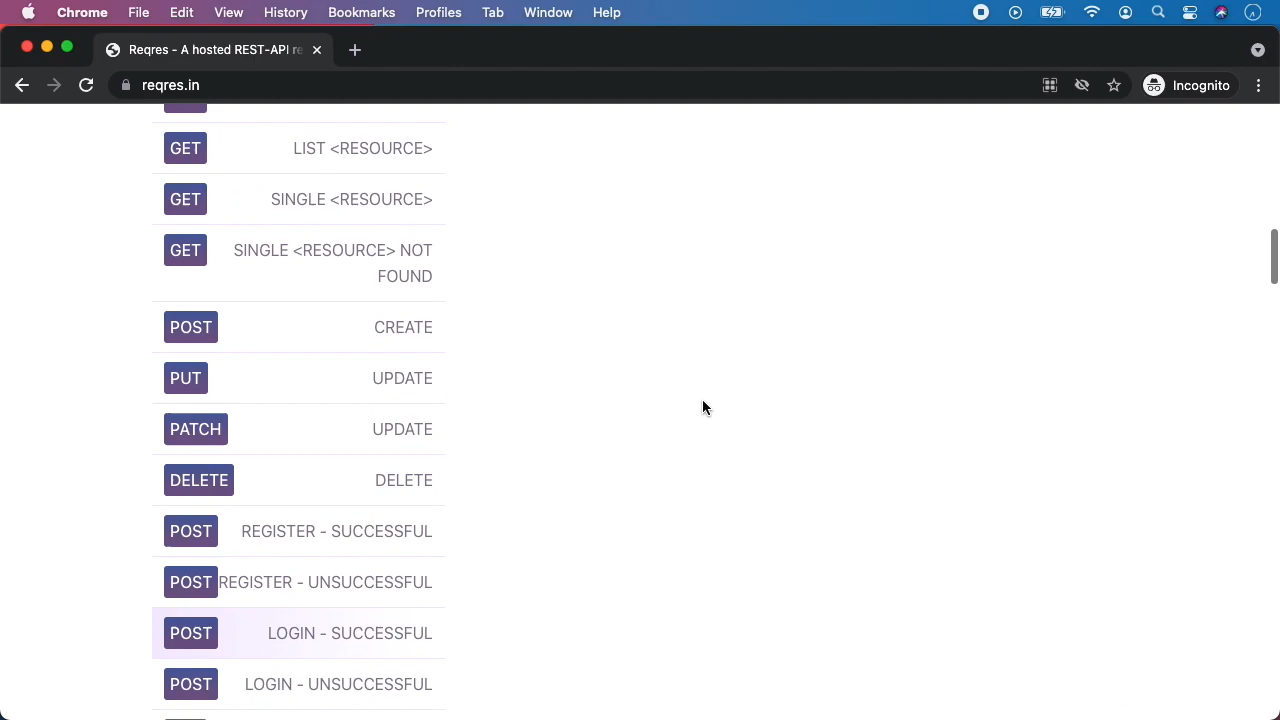 Chrome File Edit View History Bookmarks Profiles Tab Window Help
Reqres - A hosted REST-API re
reqres.in
Incognito
GET LIST <RESOURCE>
GET SINGLE <RESOURCE>
GET SINGLE <RESOURCE> NOT
FOUND
POST CREATE
PUT UPDATE
PATCH UPDATE
DELETE DELETE
POST REGISTER - SUCCESSFUL
POST REGISTER - UNSUCCESSFUL
POST LOGIN - SUCCESSFUL
POST LOGIN - UNSUCCESSFUL